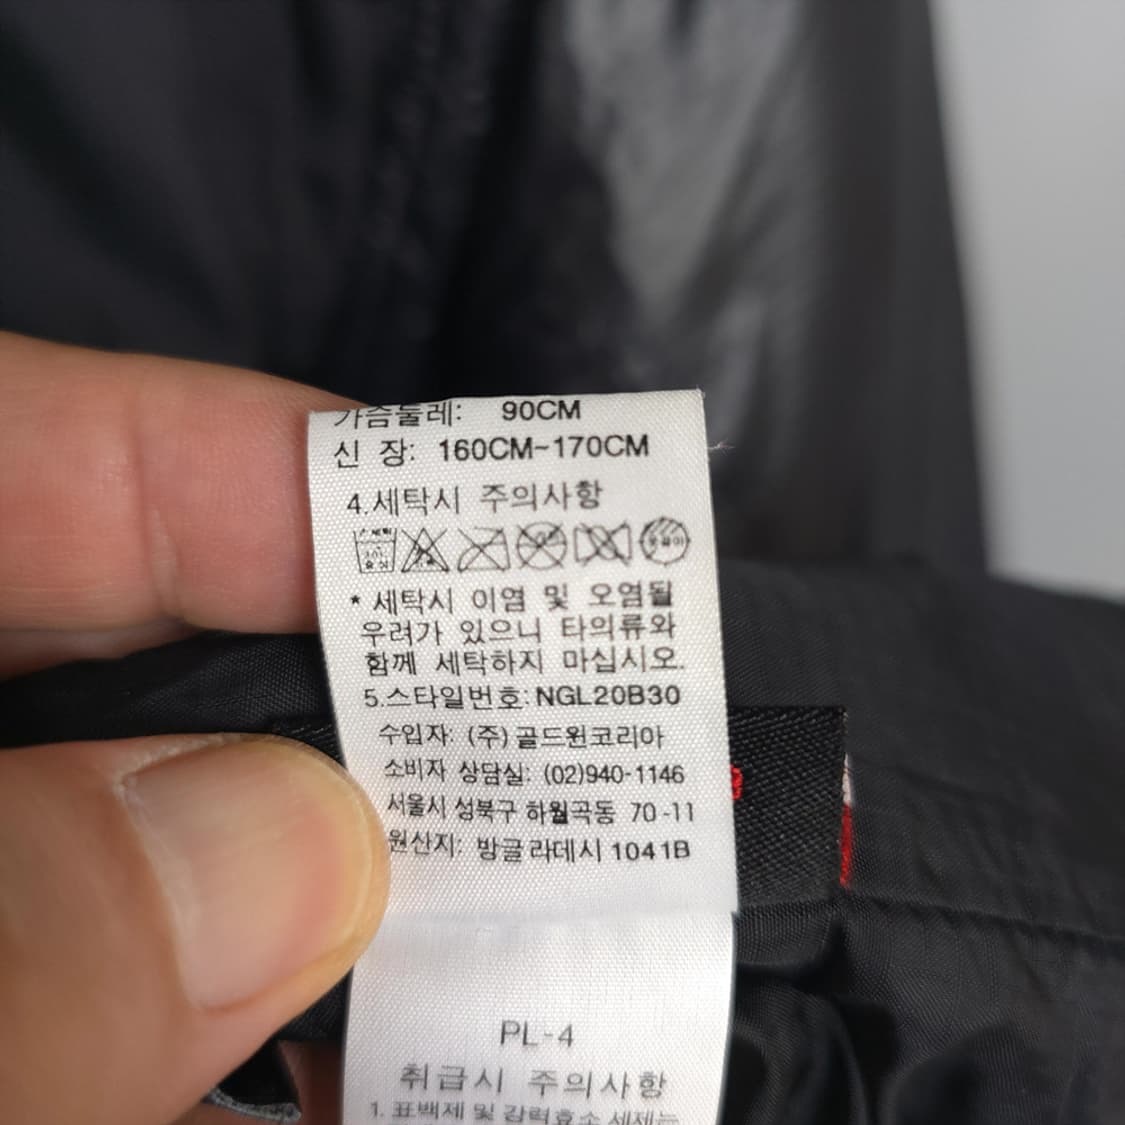 가슴둘레: 90CM
신 장: 160CM~170CM
4.세탁시 주의사항
* 세탁시 이염 및 오염될
우려가 있으니 타의류와
함께 세탁하지 마십시오.
5.스타일번호: NGL20B30
수입자: (주)골드윈코리아
소비자 상담실: (02)940-1146
서울시 성북구 하월곡동 70-11
원산지: 방글라데시 1041B
PL-4
취급시 주의사항
1. 표백제 및 강력효소 세제는